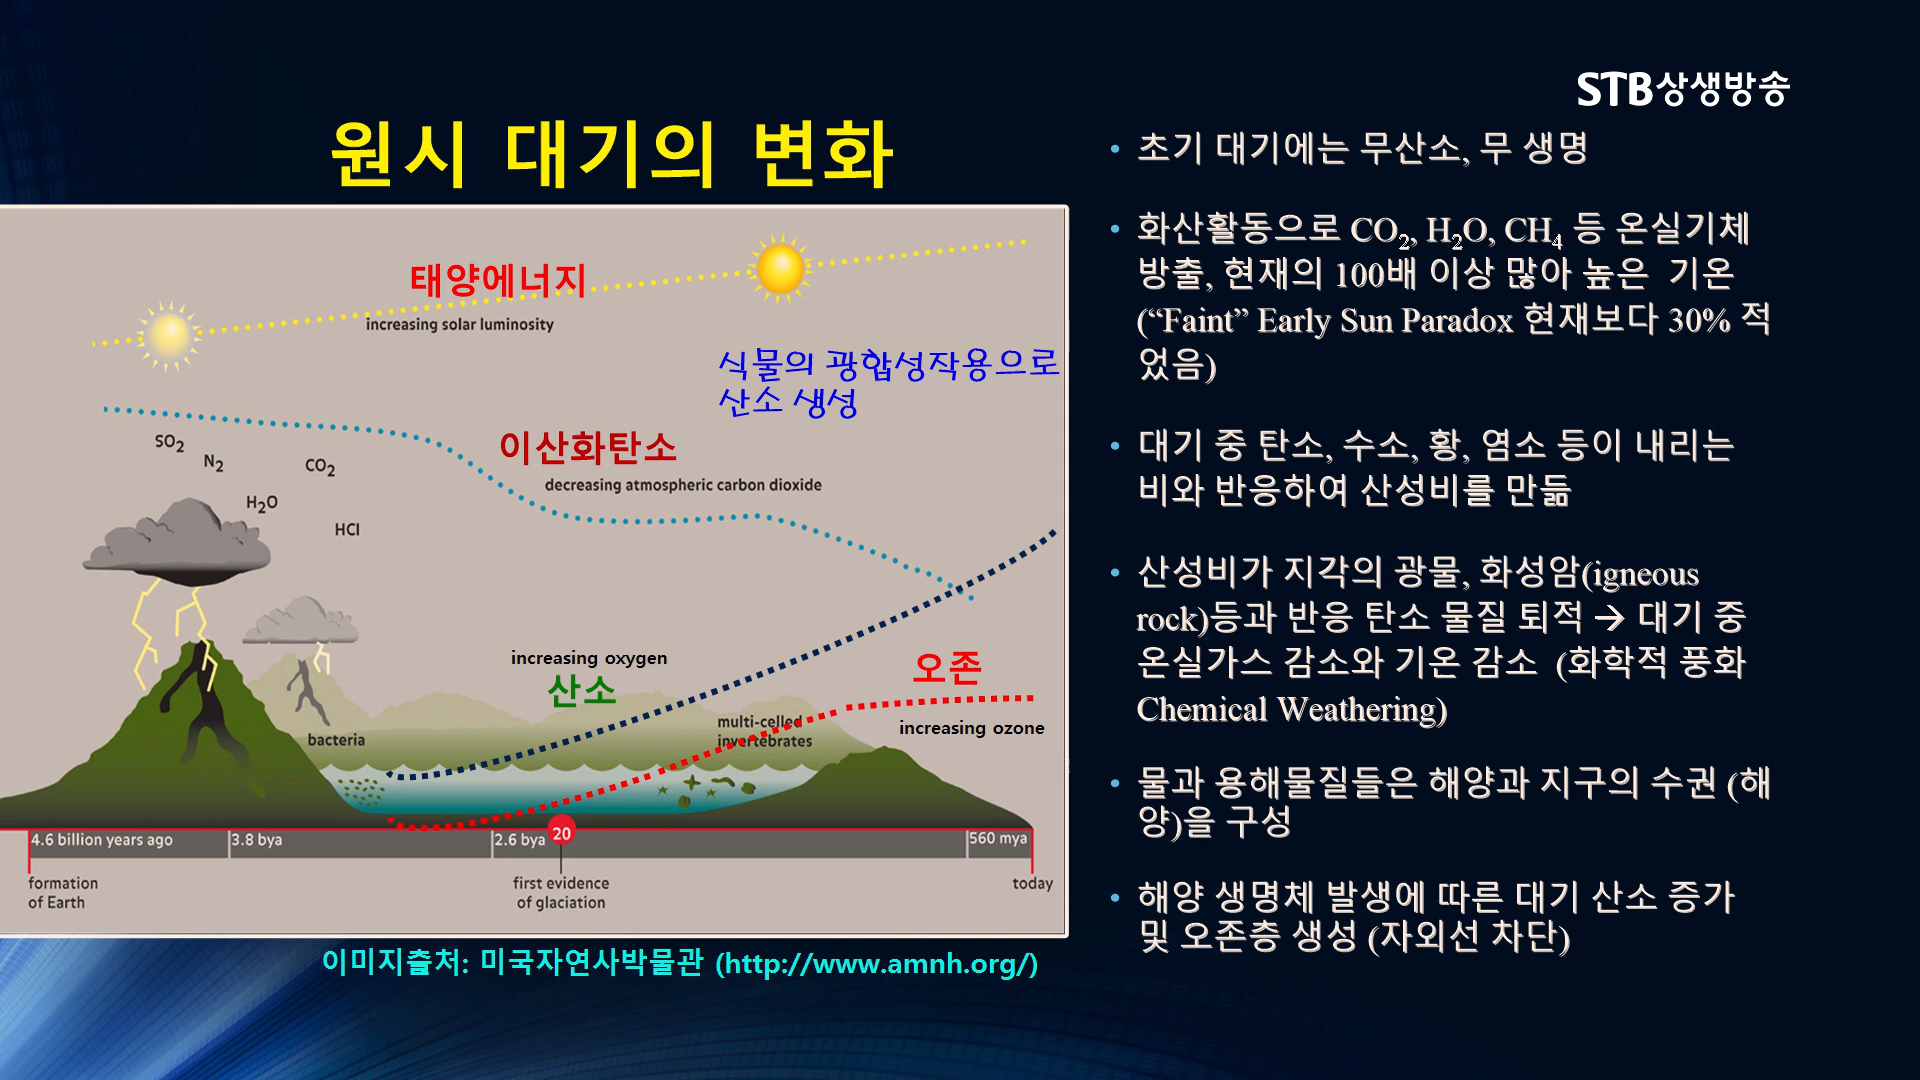 STB상생방송
원시 대기의 변화
태양에너지
increasing solar luminosity
식물의 광합성작용으로
산소 생성
이산화탄소
decreasing atmospheric carbon dioxide
SO2
N2
CO2
H2O
HCI
increasing oxygen
산소
오존
increasing ozone
multi-celled
invertebrates
bacteria
4.6 billion years ago
3.8 bya
2.6 bya
20
560 mya
formation
of Earth
first evidence
of glaciation
today
이미지출처: 미국자연사박물관 (http://www.amnh.org/)
• 초기 대기에는 무산소, 무 생명
• 화산활동으로 CO2, H2O, CH4 등 온실기체
방출, 현재의 100배 이상 많아 높은 기온
(“Faint” Early Sun Paradox 현재보다 30% 적
었음)
• 대기 중 탄소, 수소, 황, 염소 등이 내리는
비와 반응하여 산성비를 만듦
• 산성비가 지각의 광물, 화성암(igneous
rock)등과 반응 탄소 물질 퇴적 → 대기 중
온실가스 감소와 기온 감소 (화학적 풍화
Chemical Weathering)
• 물과 용해물질들은 해양과 지구의 수권 (해
양)을 구성
• 해양 생명체 발생에 따른 대기 산소 증가
및 오존층 생성 (자외선 차단)